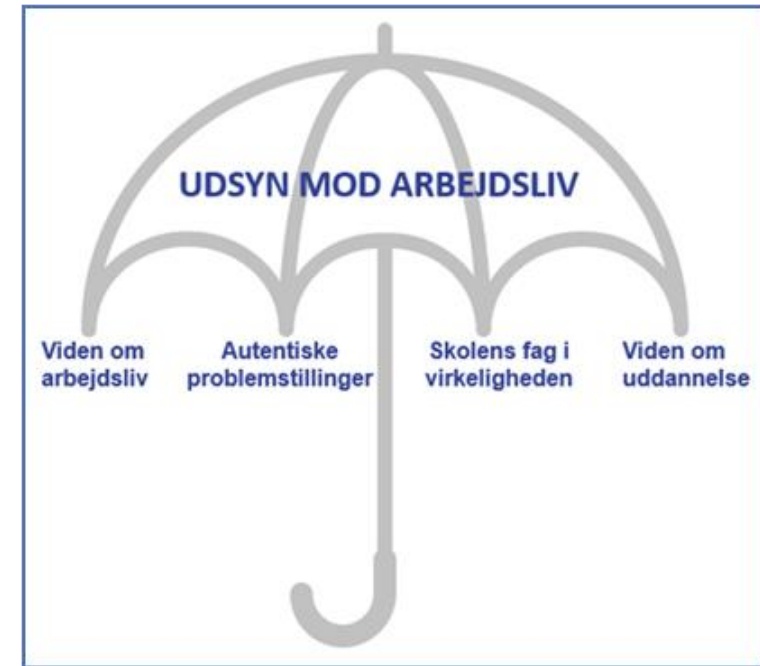 UDSYN MOD ARBEJDSLIV
Viden om
arbejdsliv
Autentiske
problemstillinger
Skolens fag i
virkeligheden
Viden om
uddannelse